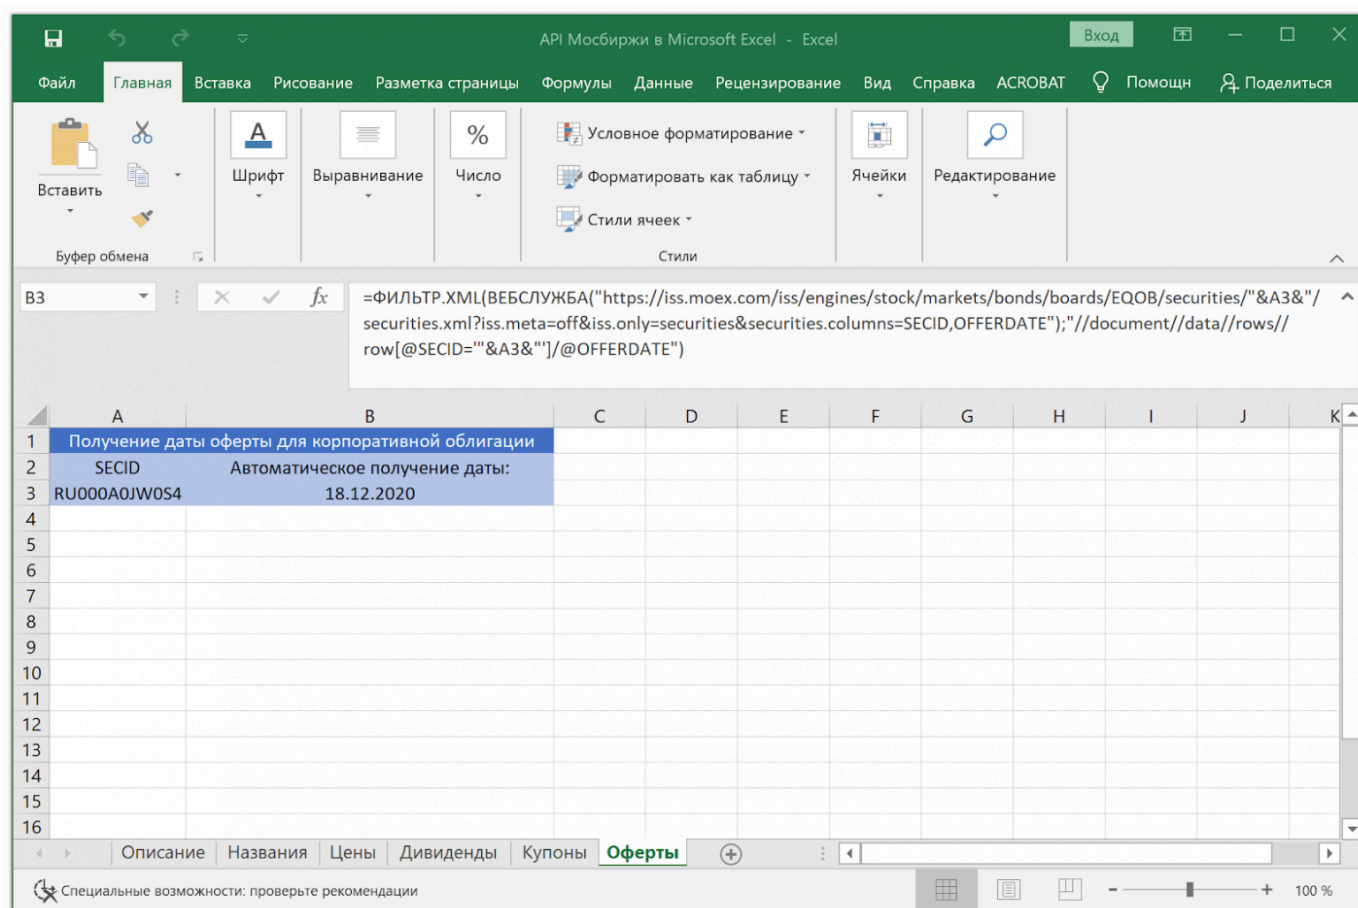 API Мосбиржи в Microsoft Excel - Excel
Вход
Файл Главная Вставка Рисование Разметка страницы Формулы Данные Рецензирование Вид Справка ACROBAT Помощн Поделиться
Вставить
Буфер обмена
A
Шрифт
Выравнивание
%
Число
Условное форматирование
Форматировать как таблицу
Стили ячеек
Стили
Ячейки
Редактирование
B3
fx
=ФИЛЬТР.XML(ВЕБСЛУЖБА("https://iss.moex.com/iss/engines/stock/markets/bonds/boards/EQOB/securities/"&A3&"/
securities.xml?iss.meta=off&iss.only=securities&securities.columns=SECID,OFFERDATE");"//document//data//rows//
row[@SECID='"&A3&"']/@OFFERDATE")
A B C D E F G H I J K
1 Получение даты оферты для корпоративной облигации
2 SECID Автоматическое получение даты:
3 RU000A0JW0S4 18.12.2020
4
5
6
7
8
9
10
11
12
13
14
15
16
Описание Названия Цены Дивиденды Купоны Оферты
Специальные возможности: проверьте рекомендации
100 %